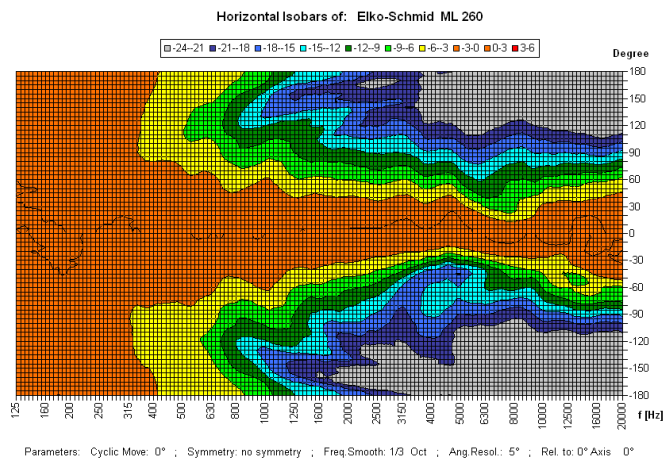 Horizontal Isobars of: Elko-Schmid ML 260
-24--21 -21--18 -18--15 -15--12 -12--9 -9--6 -6--3 -3-0 0-3 3-6
Degree
180
150
120
90
60
30
0
-30
-60
-90
-120
-150
-180
125 160 200 250 315 400 500 630 800 1000 1250 1600 2000 2500 3150 4000 5000 6300 8000 10000 12500 16000 20000
f [Hz]
Parameters: Cyclic Move: 0° ; Symmetry: no symmetry ; Freq.Smooth: 1/3 Oct ; Ang.Resol.: 5° ; Rel. to: 0° Axis 0°